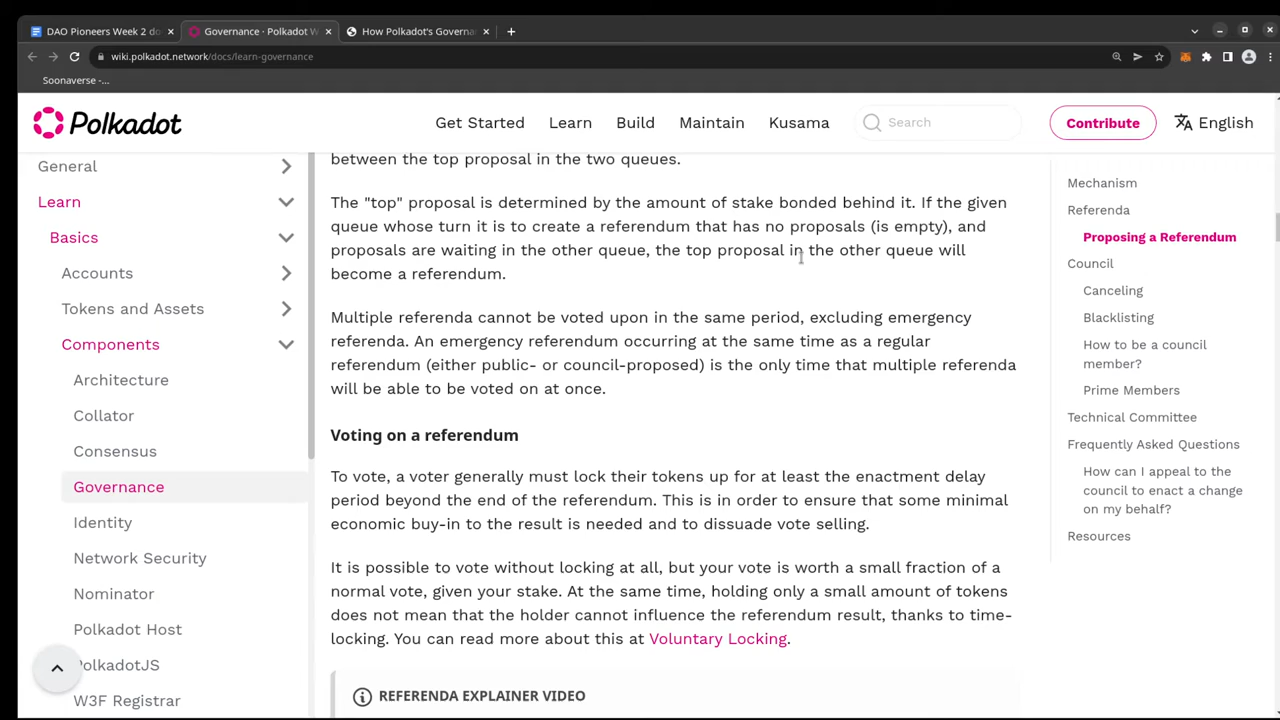 DAO Pioneers Week 2 do
Governance · Polkadot W
How Polkadot's Governa
wiki.polkadot.network/docs/learn-governance
Soonaverse -...
Polkadot
Get Started
Learn
Build
Maintain
Kusama
Search
Contribute
English
General
Learn
Basics
Accounts
Tokens and Assets
Components
Architecture
Collator
Consensus
Governance
Identity
Network Security
Nominator
Polkadot Host
PolkadotJS
W3F Registrar
between the top proposal in the two queues.
The "top" proposal is determined by the amount of stake bonded behind it. If the given
queue whose turn it is to create a referendum that has no proposals (is empty), and
proposals are waiting in the other queue, the top proposal in the other queue will
become a referendum.
Multiple referenda cannot be voted upon in the same period, excluding emergency
referenda. An emergency referendum occurring at the same time as a regular
referendum (either public- or council-proposed) is the only time that multiple referenda
will be able to be voted on at once.
Voting on a referendum
To vote, a voter generally must lock their tokens up for at least the enactment delay
period beyond the end of the referendum. This is in order to ensure that some minimal
economic buy-in to the result is needed and to dissuade vote selling.
It is possible to vote without locking at all, but your vote is worth a small fraction of a
normal vote, given your stake. At the same time, holding only a small amount of tokens
does not mean that the holder cannot influence the referendum result, thanks to time-
locking. You can read more about this at Voluntary Locking.
REFERENDA EXPLAINER VIDEO
Mechanism
Referenda
Proposing a Referendum
Council
Canceling
Blacklisting
How to be a council
member?
Prime Members
Technical Committee
Frequently Asked Questions
How can I appeal to the
council to enact a change
on my behalf?
Resources